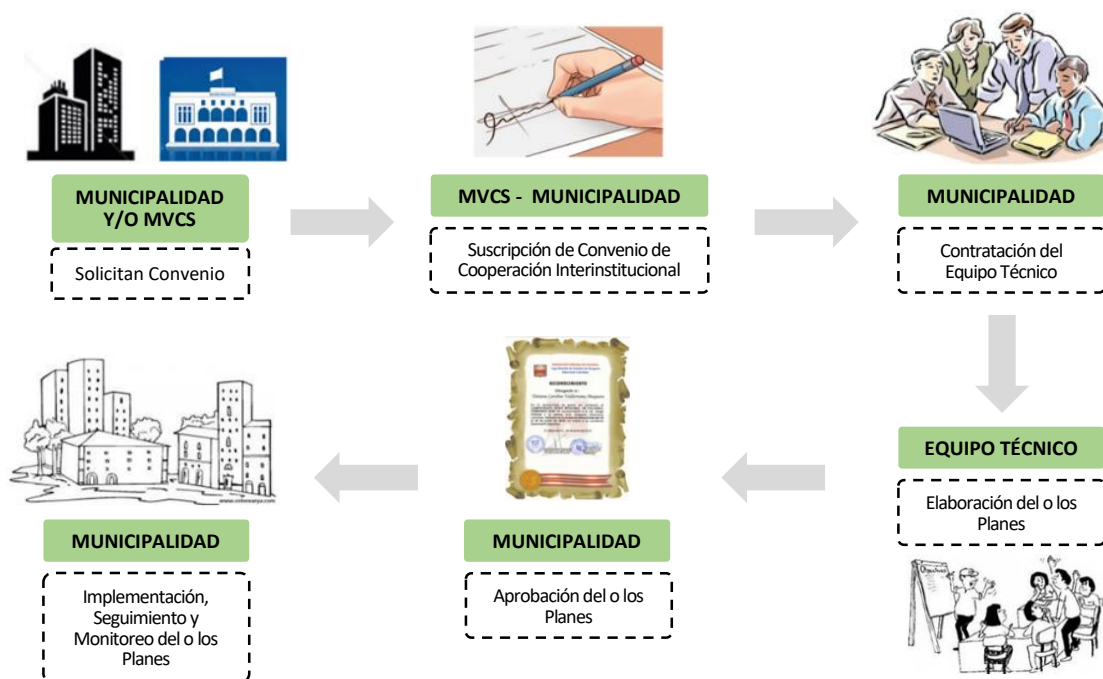 MUNICIPALIDAD
Y/O MVCS
Solicitan Convenio
MVCS - MUNICIPALIDAD
Suscripción de Convenio de
Cooperación Interinstitucional
MUNICIPALIDAD
Contratación del
Equipo Técnico
EQUIPO TÉCNICO
Elaboración del o los
Planes
RECONOCIMIENTO
MUNICIPALIDAD
Aprobación del o los
Planes
MUNICIPALIDAD
Implementación,
Seguimiento y
Monitoreo del o los
Planes